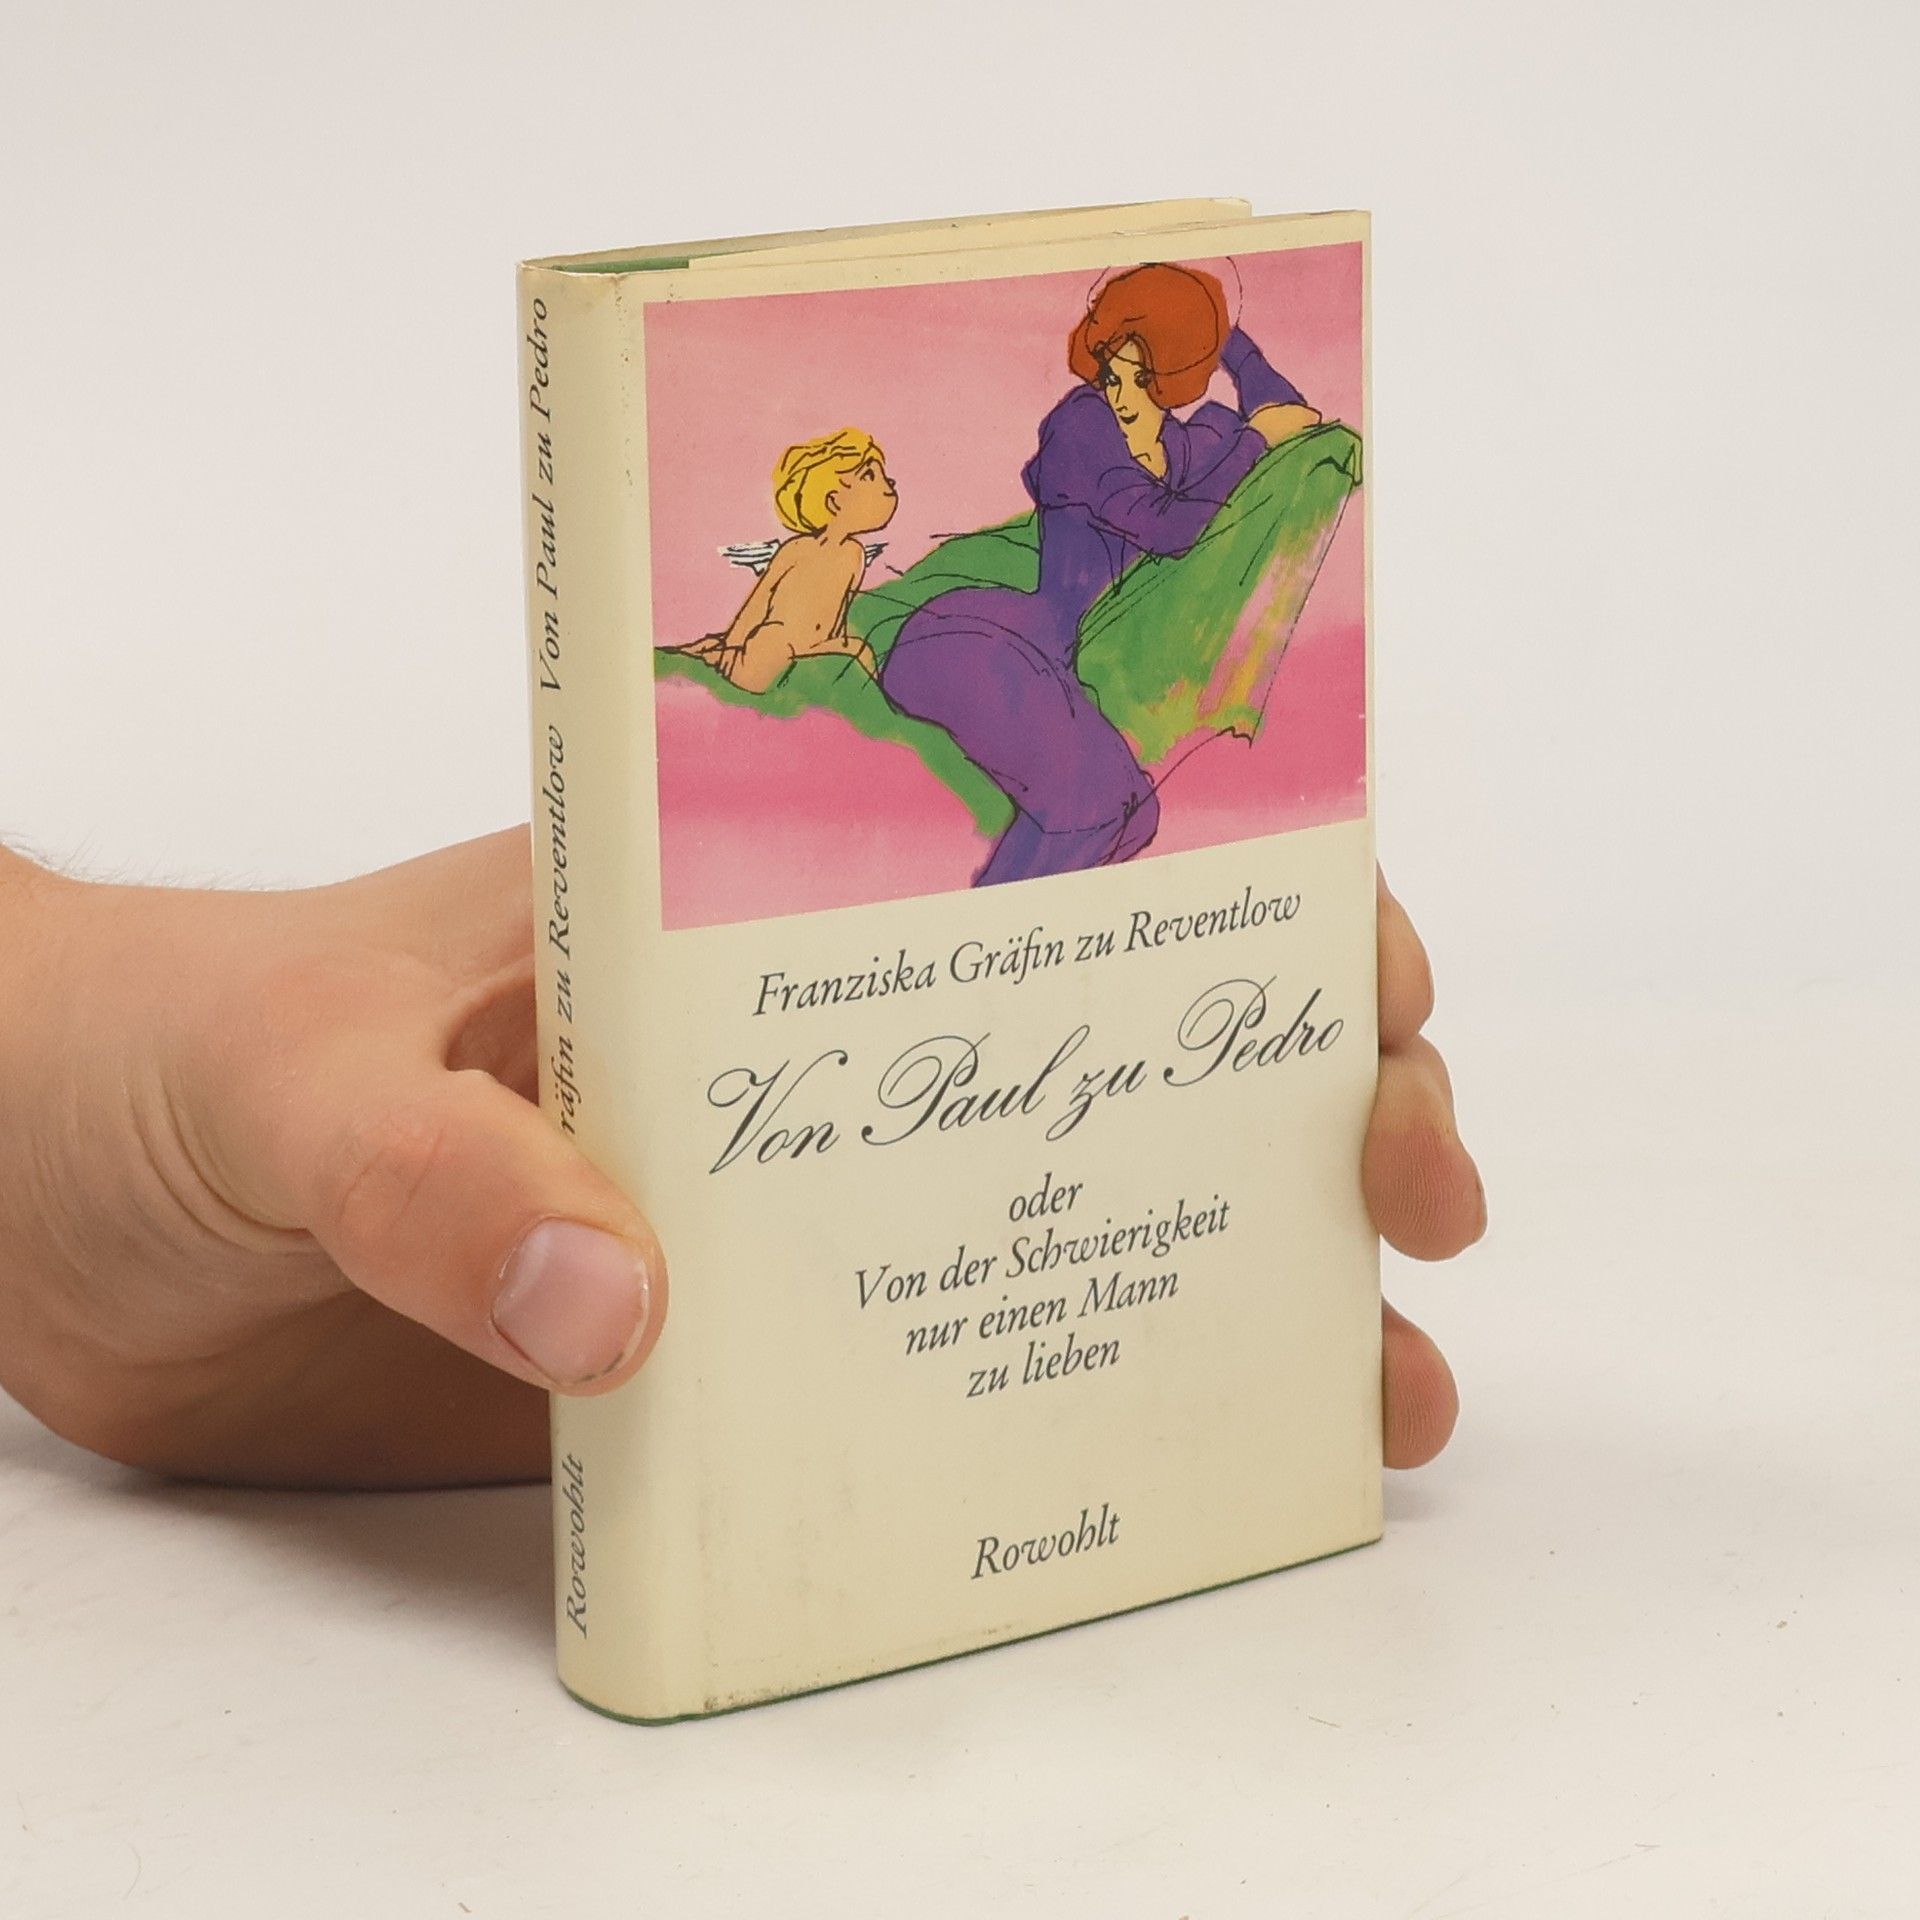 Franziska Gräfin zu Reventlow
Von Paul zu Pedro
oder
Von der Schwierigkeit
nur einen Mann
zu lieben
Rowohlt
zu Reventlow Von Paul zu Pedro
Rowohlt